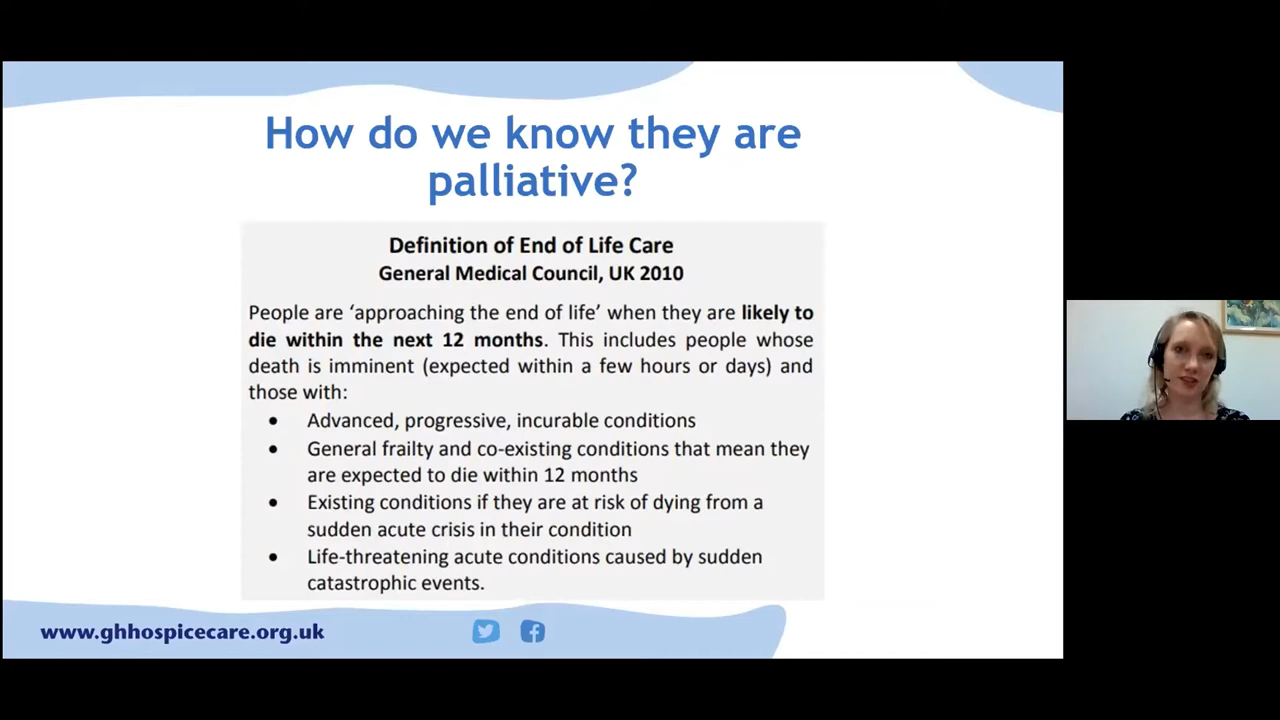 How do we know they are
palliative?
Definition of End of Life Care
General Medical Council, UK 2010
People are ‘approaching the end of life’ when they are likely to
die within the next 12 months. This includes people whose
death is imminent (expected within a few hours or days) and
those with:
• Advanced, progressive, incurable conditions
• General frailty and co-existing conditions that mean they
are expected to die within 12 months
• Existing conditions if they are at risk of dying from a
sudden acute crisis in their condition
• Life-threatening acute conditions caused by sudden
catastrophic events.
www.ghhospicecare.org.uk